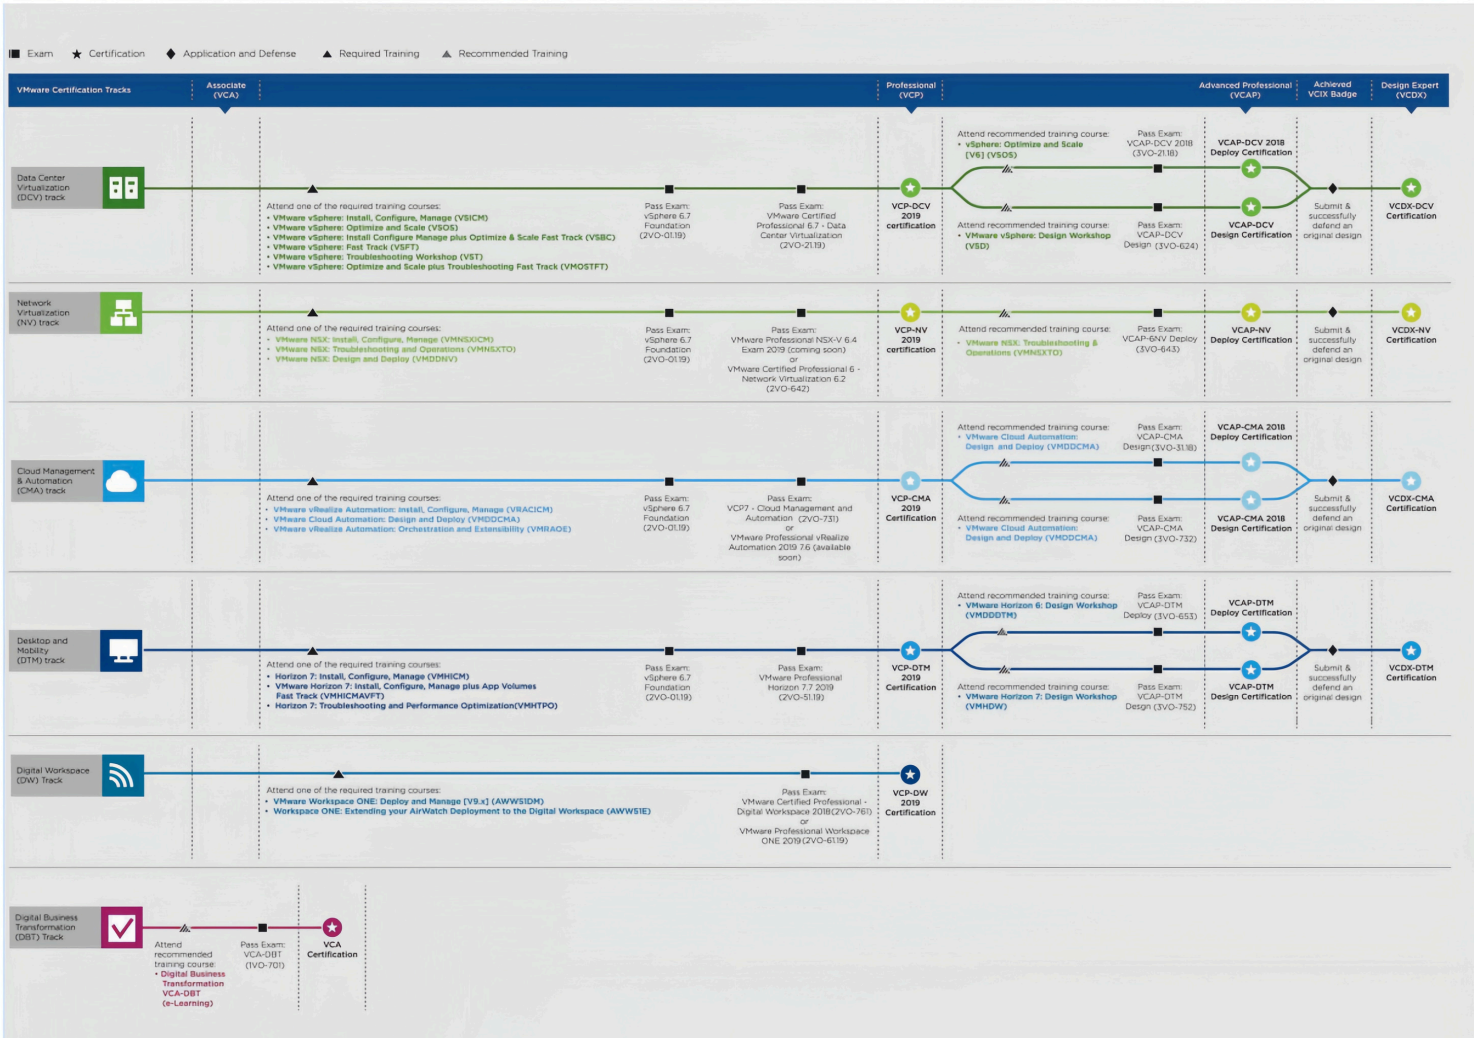 Exam
Certification
Application and Defense
Required Training
Recommended Training
VMware Certification Tracks
Associate
(VCA)
Professional
(VCP)
Advanced Professional
(VCAP)
Achieved
VCIX Badge
Design Expert
(VCDX)
Data Center
Virtualization
(DCV) track
Attend one of the required training courses:
• VMware vSphere: Install, Configure, Manage (VSICM)
• VMware vSphere: Optimize and Scale (VSOS)
• VMware vSphere: Install Configure Manage plus Optimize & Scale Fast Track (VSBC)
• VMware vSphere: Fast Track (VSFT)
• VMware vSphere: Troubleshooting Workshop (VST)
• VMware vSphere: Optimize and Scale plus Troubleshooting Fast Track (VMOSTFT)
Pass Exam:
vSphere 6.7
Foundation
(2VO-01.19)
Pass Exam:
VMware Certified
Professional 6.7 - Data
Center Virtualization
(2VO-21.19)
VCP-DCV
2019
certification
Attend recommended training course:
• vSphere: Optimize and Scale
[V6] (VSOS)
Pass Exam:
VCAP-DCV 2018
(3VO-21.18)
VCAP-DCV 2018
Deploy Certification
Attend recommended training course:
• VMware vSphere: Design Workshop
(VSD)
Pass Exam:
VCAP-DCV
Design (3VO-624)
VCAP-DCV
Design Certification
Submit &
successfully
defend an
original design
VCDX-DCV
Certification
Network
Virtualization
(NV) track
Attend one of the required training courses:
• VMware NSX: Install, Configure, Manage (VMNSXICM)
• VMware NSX: Troubleshooting and Operations (VMNSXTO)
• VMware NSX: Design and Deploy (VMDDNV)
Pass Exam:
vSphere 6.7
Foundation
(2VO-01.19)
Pass Exam:
VMware Professional NSX-V 6.4
Exam 2019 (coming soon)
or
VMware Certified Professional 6 -
Network Virtualization 6.2
(2VO-642)
VCP-NV
2019
certification
Attend recommended training course:
• VMware NSX: Troubleshooting &
Operations (VMNSXTO)
Pass Exam:
VCAP-6NV Deploy
(3VO-643)
VCAP-NV
Deploy Certification
Submit &
successfully
defend an
original design
VCDX-NV
Certification
Cloud Management
& Automation
(CMA) track
Attend one of the required training courses:
• VMware vRealize Automation: Install, Configure, Manage (VRACICM)
• VMware Cloud Automation: Design and Deploy (VMDDCMA)
• VMware vRealize Automation: Orchestration and Extensibility (VMRAOE)
Pass Exam:
vSphere 6.7
Foundation
(2VO-01.19)
Pass Exam:
VCP7 - Cloud Management and
Automation (2VO-731)
or
VMware Professional vRealize
Automation 2019 7.6 (available
soon)
VCP-CMA
2019
Certification
Attend recommended training course:
• VMware Cloud Automation:
Design and Deploy (VMDDCMA)
Pass Exam:
VCAP-CMA
Design (3VO-31.18)
VCAP-CMA 2018
Deploy Certification
Attend recommended training course:
• VMware Cloud Automation:
Design and Deploy (VMDDCMA)
Pass Exam:
VCAP-CMA
Design (3VO-732)
VCAP-CMA 2018
Design Certification
Submit &
successfully
defend an
original design
VCDX-CMA
Certification
Desktop and
Mobility
(DTM) track
Attend one of the required training courses:
• Horizon 7: Install, Configure, Manage (VMHICM)
• VMware Horizon 7: Install, Configure, Manage plus App Volumes
Fast Track (VMHICMAVFT)
• Horizon 7: Troubleshooting and Performance Optimization(VMHTPO)
Pass Exam:
vSphere 6.7
Foundation
(2VO-01.19)
Pass Exam:
VMware Professional
Horizon 7.7 2019
(2VO-51.19)
VCP-DTM
2019
Certification
Attend recommended training course:
• VMware Horizon 6: Design Workshop
(VMDDDTM)
Pass Exam:
VCAP-DTM
Deploy (3VO-653)
VCAP-DTM
Deploy Certification
Attend recommended training course:
• VMware Horizon 7: Design Workshop
(VMHDW)
Pass Exam:
VCAP-DTM
Design (3VO-752)
VCAP-DTM
Design Certification
Submit &
successfully
defend an
original design
VCDX-DTM
Certification
Digital Workspace
(DW) Track
Attend one of the required training courses:
• VMware Workspace ONE: Deploy and Manage [V9.x] (AWWS1DM)
• Workspace ONE: Extending your AirWatch Deployment to the Digital Workspace (AWWS1E)
Pass Exam:
VMware Certified Professional -
Digital Workspace 2018(2VO-761)
or
VMware Professional Workspace
ONE 2019 (2VO-61.19)
VCP-DW
2019
Certification
Digital Business
Transformation
(DBT) Track
Attend
recommended
training course:
• Digital Business
Transformation
VCA-DBT
(e-Learning)
Pass Exam:
VCA-DBT
(1VO-701)
VCA
Certification